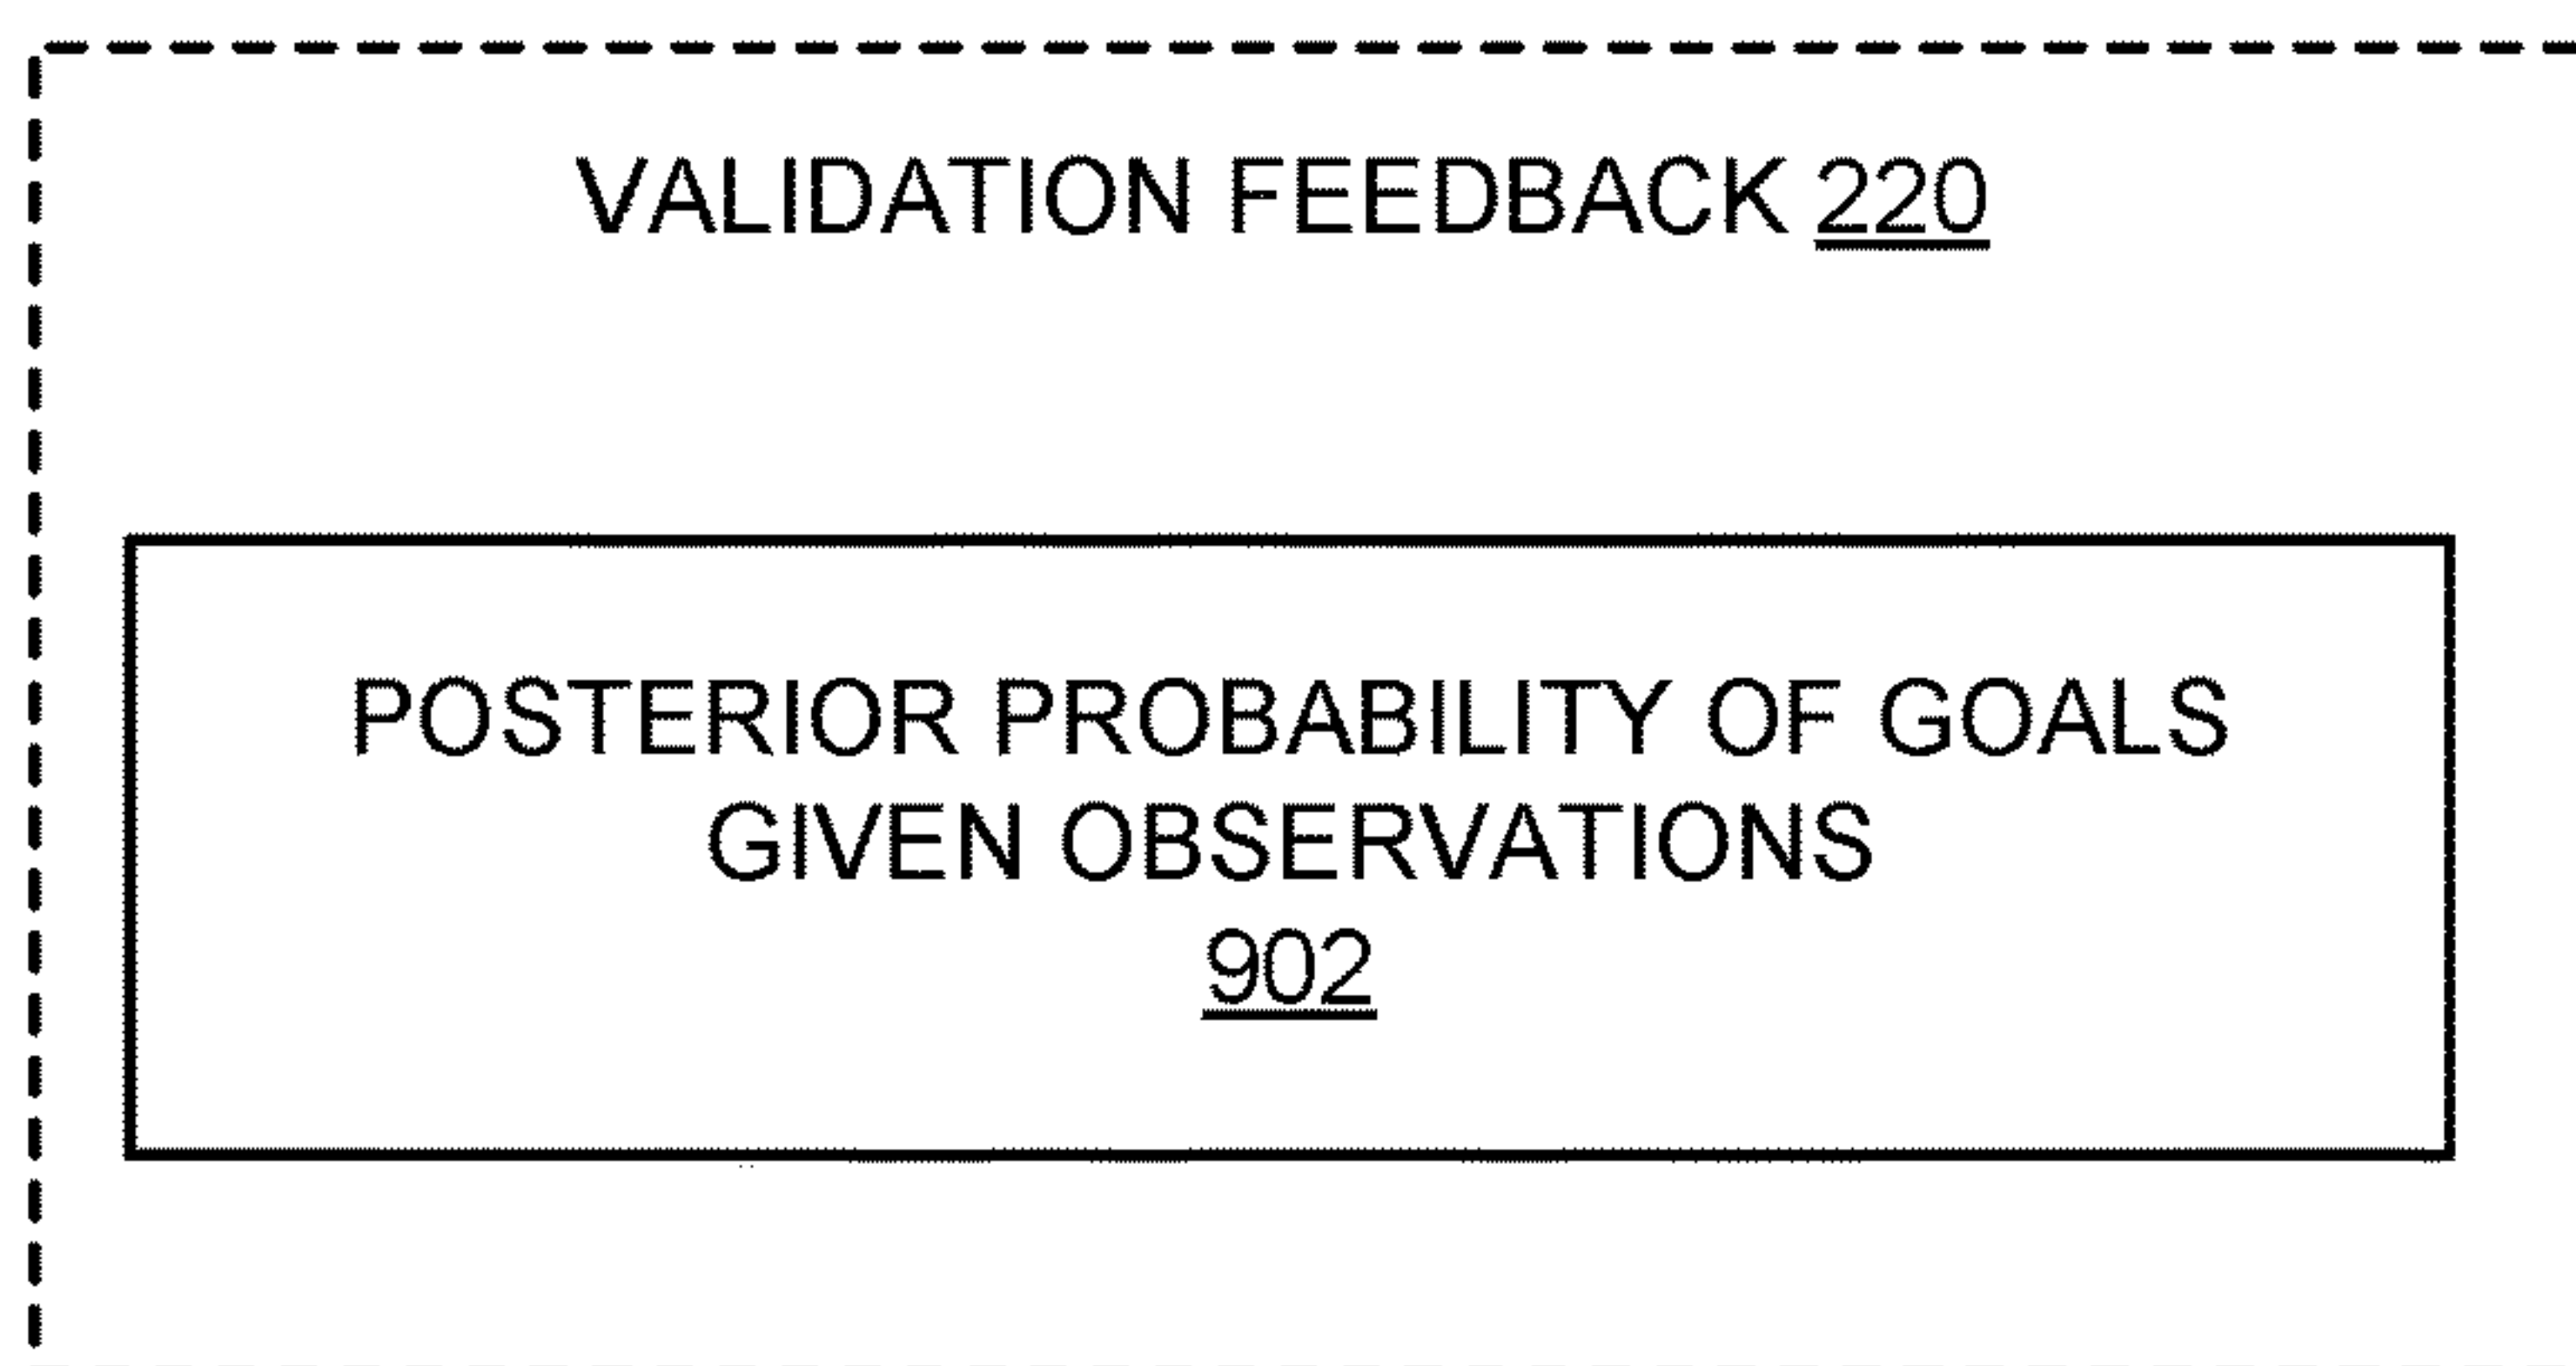 VALIDATION FEEDBACK 220
POSTERIOR PROBABILITY OF GOALS
GIVEN OBSERVATIONS
902